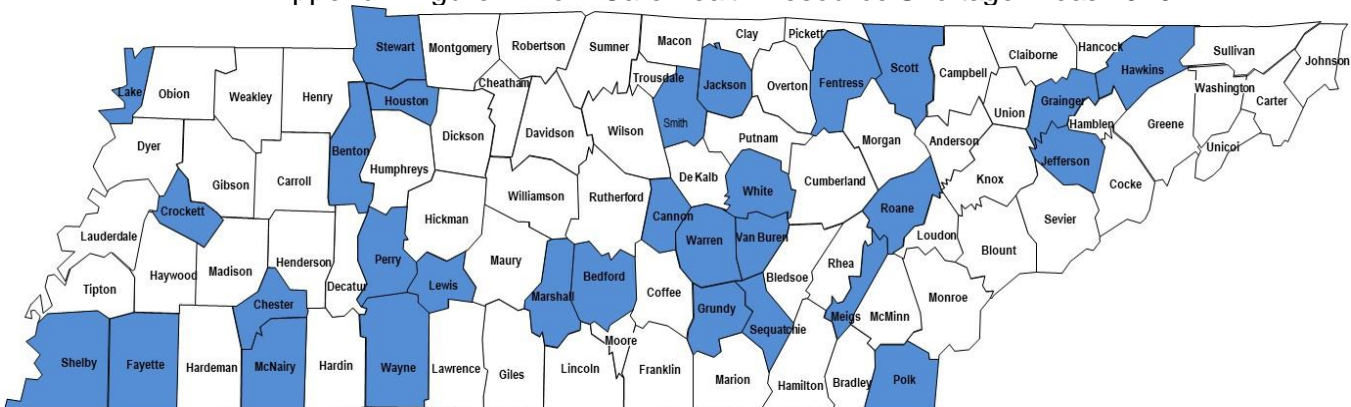 Resource Shortage
Stewart
Montgomery
Robertson
Sumner
Macon
Clay
Pickett
Fentress
Scott
Campbell
Claiborne
Hancock
Hawkins
Sullivan
Johnson
Lake
Obion
Weakley
Henry
Houston
Cheatham
Trousdale
Jackson
Overton
Union
Grainger
Washington
Carter
Dyer
Benton
Dickson
Davidson
Wilson
Smith
Putnam
Morgan
Anderson
Hamblen
Greene
Unicoi
Gibson
Carroll
Humphreys
Williamson
Rutherford
De Kalb
White
Cumberland
Knox
Jefferson
Cocke
Crockett
Lauderdale
Hickman
Cannon
Warren
Van Buren
Roane
Loudon
Sevier
Tipton
Haywood
Madison
Henderson
Decatur
Perry
Lewis
Maury
Marshall
Bedford
Coffee
Bledsoe
Rhea
Blount
Monroe
Chester
Grundy
Sequatchie
Meigs
McMinn
Shelby
Fayette
Hardeman
McNairy
Hardin
Wayne
Lawrence
Giles
Lincoln
Moore
Franklin
Marion
Hamilton
Bradley
Polk